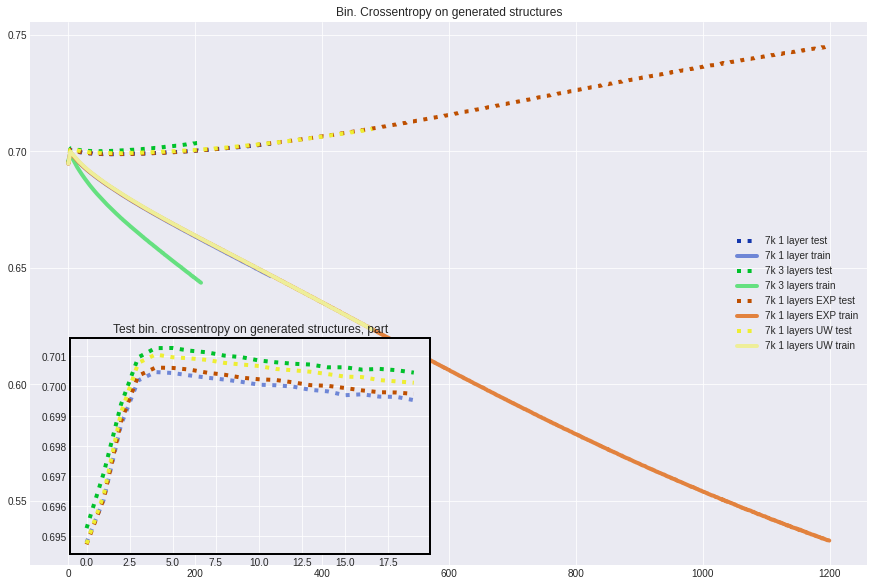 Bin. Crossentropy on generated structures
0.75
0.70
0.65
0.60
0.55
7k 1 layer test
7k 1 layer train
7k 3 layers test
7k 3 layers train
7k 1 layers EXP test
7k 1 layers EXP train
7k 1 layers UW test
7k 1 layers UW train
Test bin. crossentropy on generated structures, part
0.701
0.700
0.699
0.698
0.697
0.696
0.695
0.0 2.5 5.0 7.5 10.0 12.5 15.0 17.5
0 200 400 600 800 1000 1200